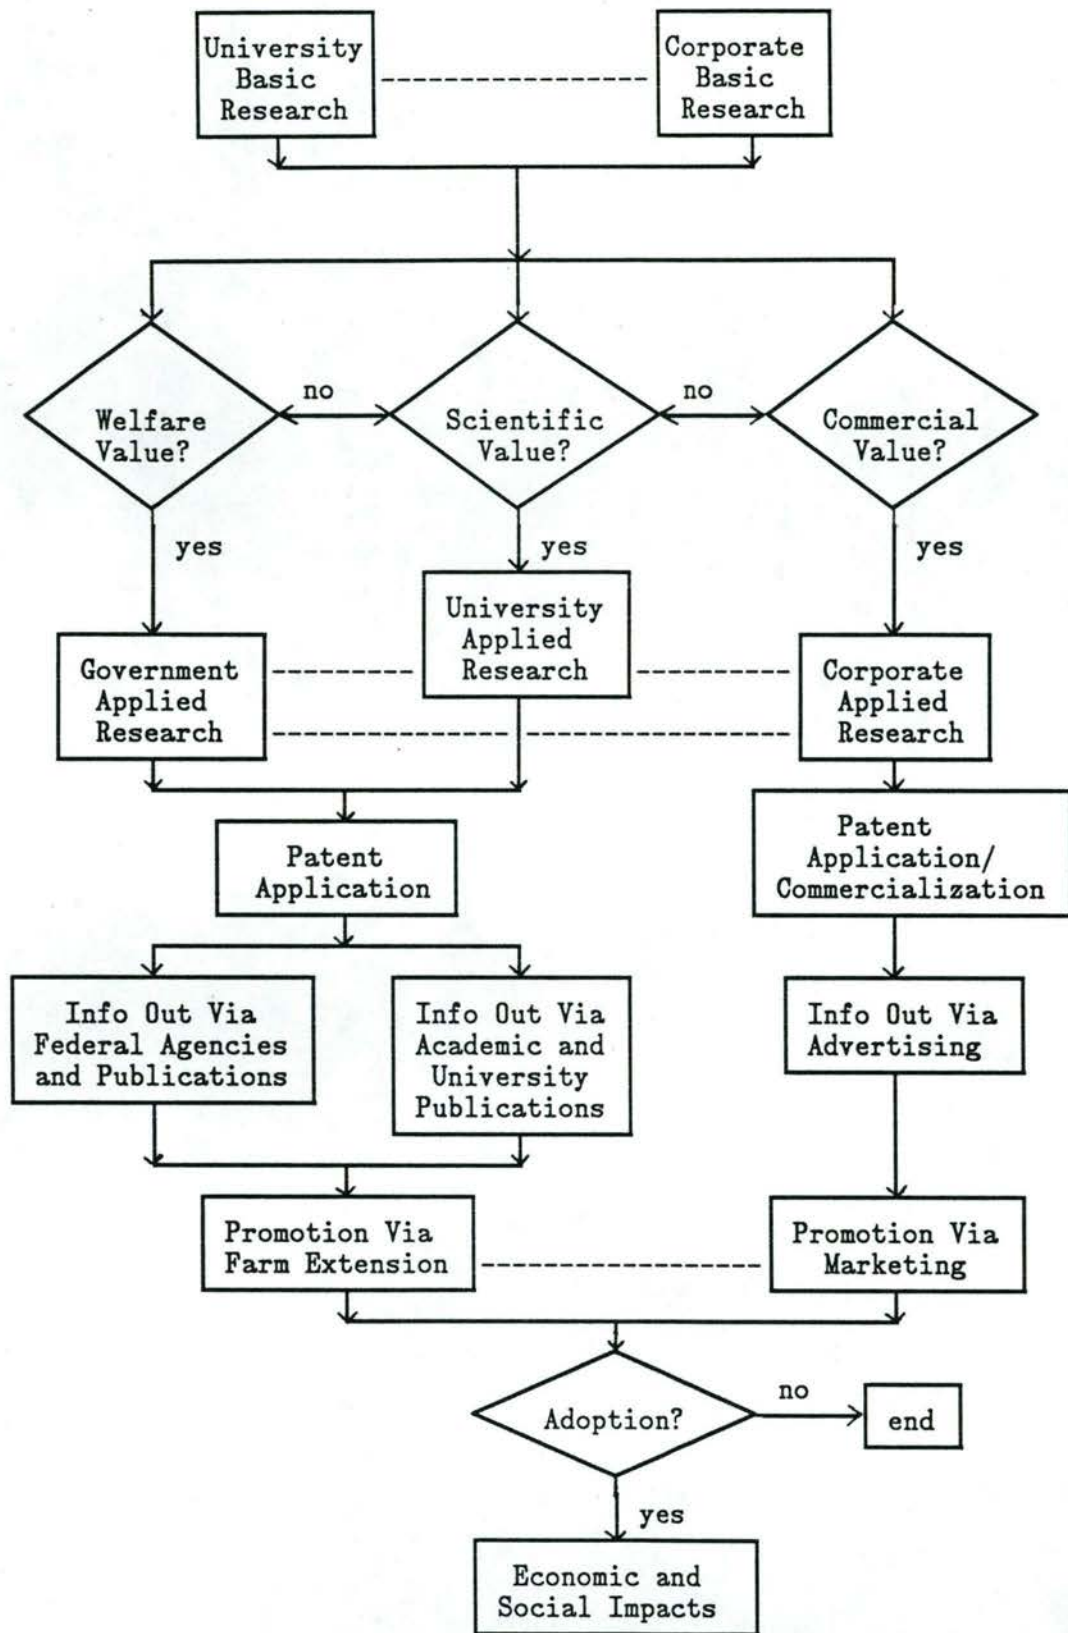 University
Basic
Research
Corporate
Basic
Research
no
no
Welfare
Value?
Scientific
Value?
Commercial
Value?
yes
yes
yes
University
Applied
Research
Government
Applied
Research
Corporate
Applied
Research
Patent
Application
Patent
Application/
Commercialization
Info Out Via
Federal Agencies
and Publications
Info Out Via
Academic and
University
Publications
Info Out Via
Advertising
Promotion Via
Farm Extension
Promotion Via
Marketing
Adoption?
no
end
yes
Economic and
Social Impacts